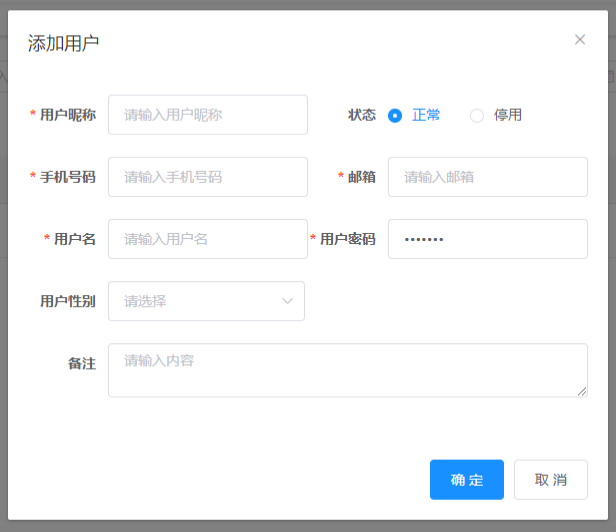 添加用户
* 用户昵称 请输入用户昵称 状态 正常 停用
* 手机号码 请输入手机号码 * 邮箱 请输入邮箱
* 用户名 请输入用户名 * 用户密码 •••••••
用户性别 请选择
备注 请输入内容
确 定 取 消